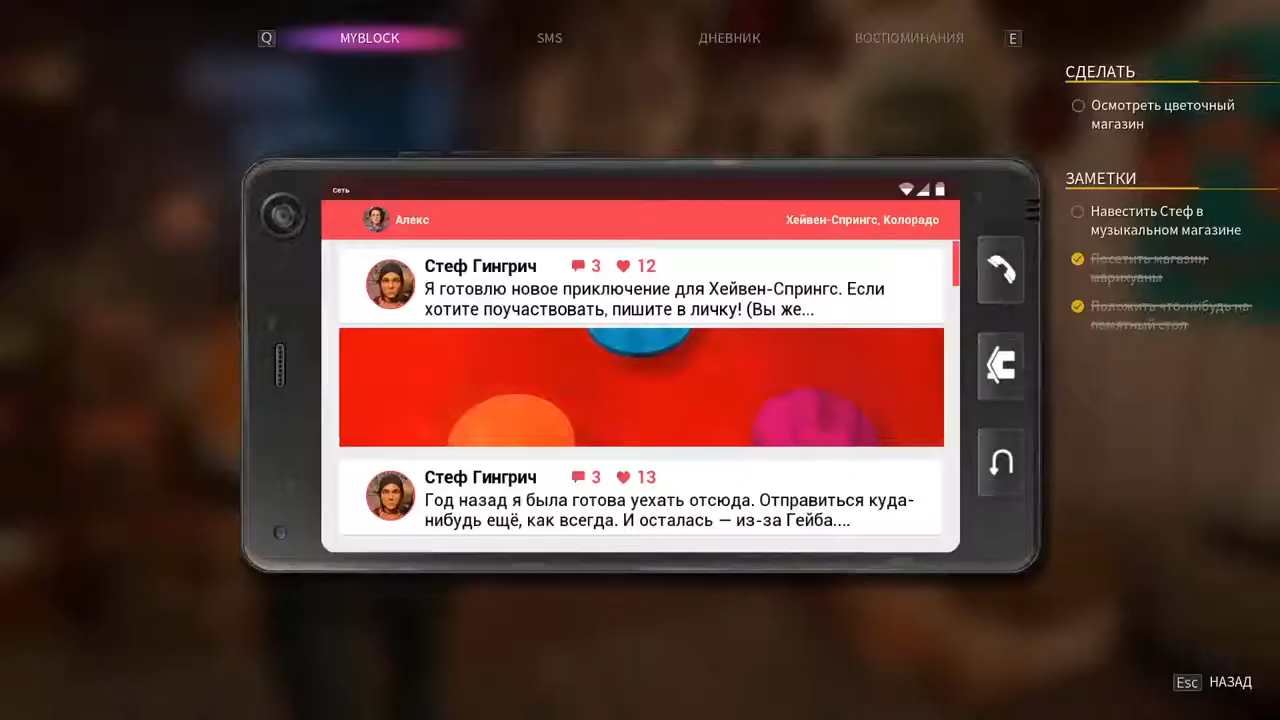 Q
MYBLOCK
SMS
ДНЕВНИК
ВОСПОМИНАНИЯ
E
СДЕЛАТЬ
Осмотреть цветочный
магазин
ЗАМЕТКИ
Навестить Стеф в
музыкальном магазине
Посетить магазин
марихуаны
Положить что-нибудь на
памятный стол
Сеть
Алекс
Хейвен-Спрингс, Колорадо
Стеф Гингрич 3 12
Я готовлю новое приключение для Хейвен-Спрингс. Если
хотите поучаствовать, пишите в личку! (Вы же...
Стеф Гингрич 3 13
Год назад я была готова уехать отсюда. Отправиться куда-
нибудь ещё, как всегда. И осталась — из-за Гейба....
Esc НАЗАД